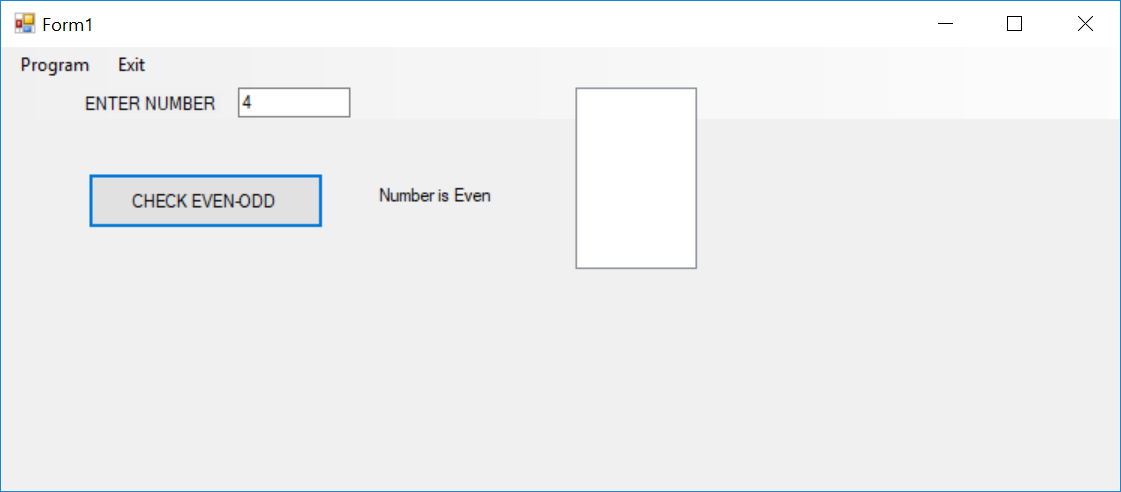 Form1
Program Exit
ENTER NUMBER 4
CHECK EVEN-ODD Number is Even